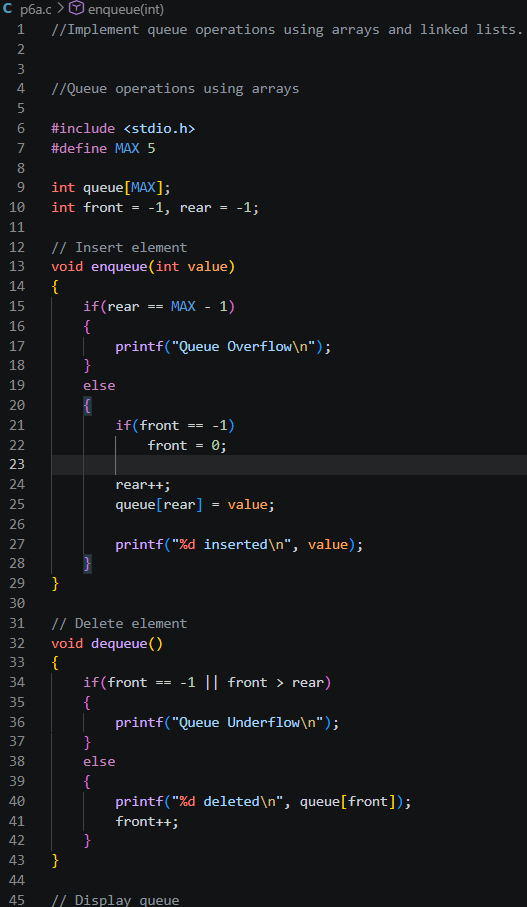 C p6a.c > enqueue(int)
1 //Implement queue operations using arrays and linked lists.
2
3
4 //Queue operations using arrays
5
6 #include <stdio.h>
7 #define MAX 5
8
9 int queue[MAX];
10 int front = -1, rear = -1;
11
12 // Insert element
13 void enqueue(int value)
14 {
15     if(rear == MAX - 1)
16     {
17         printf("Queue Overflow\n");
18     }
19     else
20     {
21         if(front == -1)
22             front = 0;
23
24         rear++;
25         queue[rear] = value;
26
27         printf("%d inserted\n", value);
28     }
29 }
30
31 // Delete element
32 void dequeue()
33 {
34     if(front == -1 || front > rear)
35     {
36         printf("Queue Underflow\n");
37     }
38     else
39     {
40         printf("%d deleted\n", queue[front]);
41         front++;
42     }
43 }
44
45 // Display queue